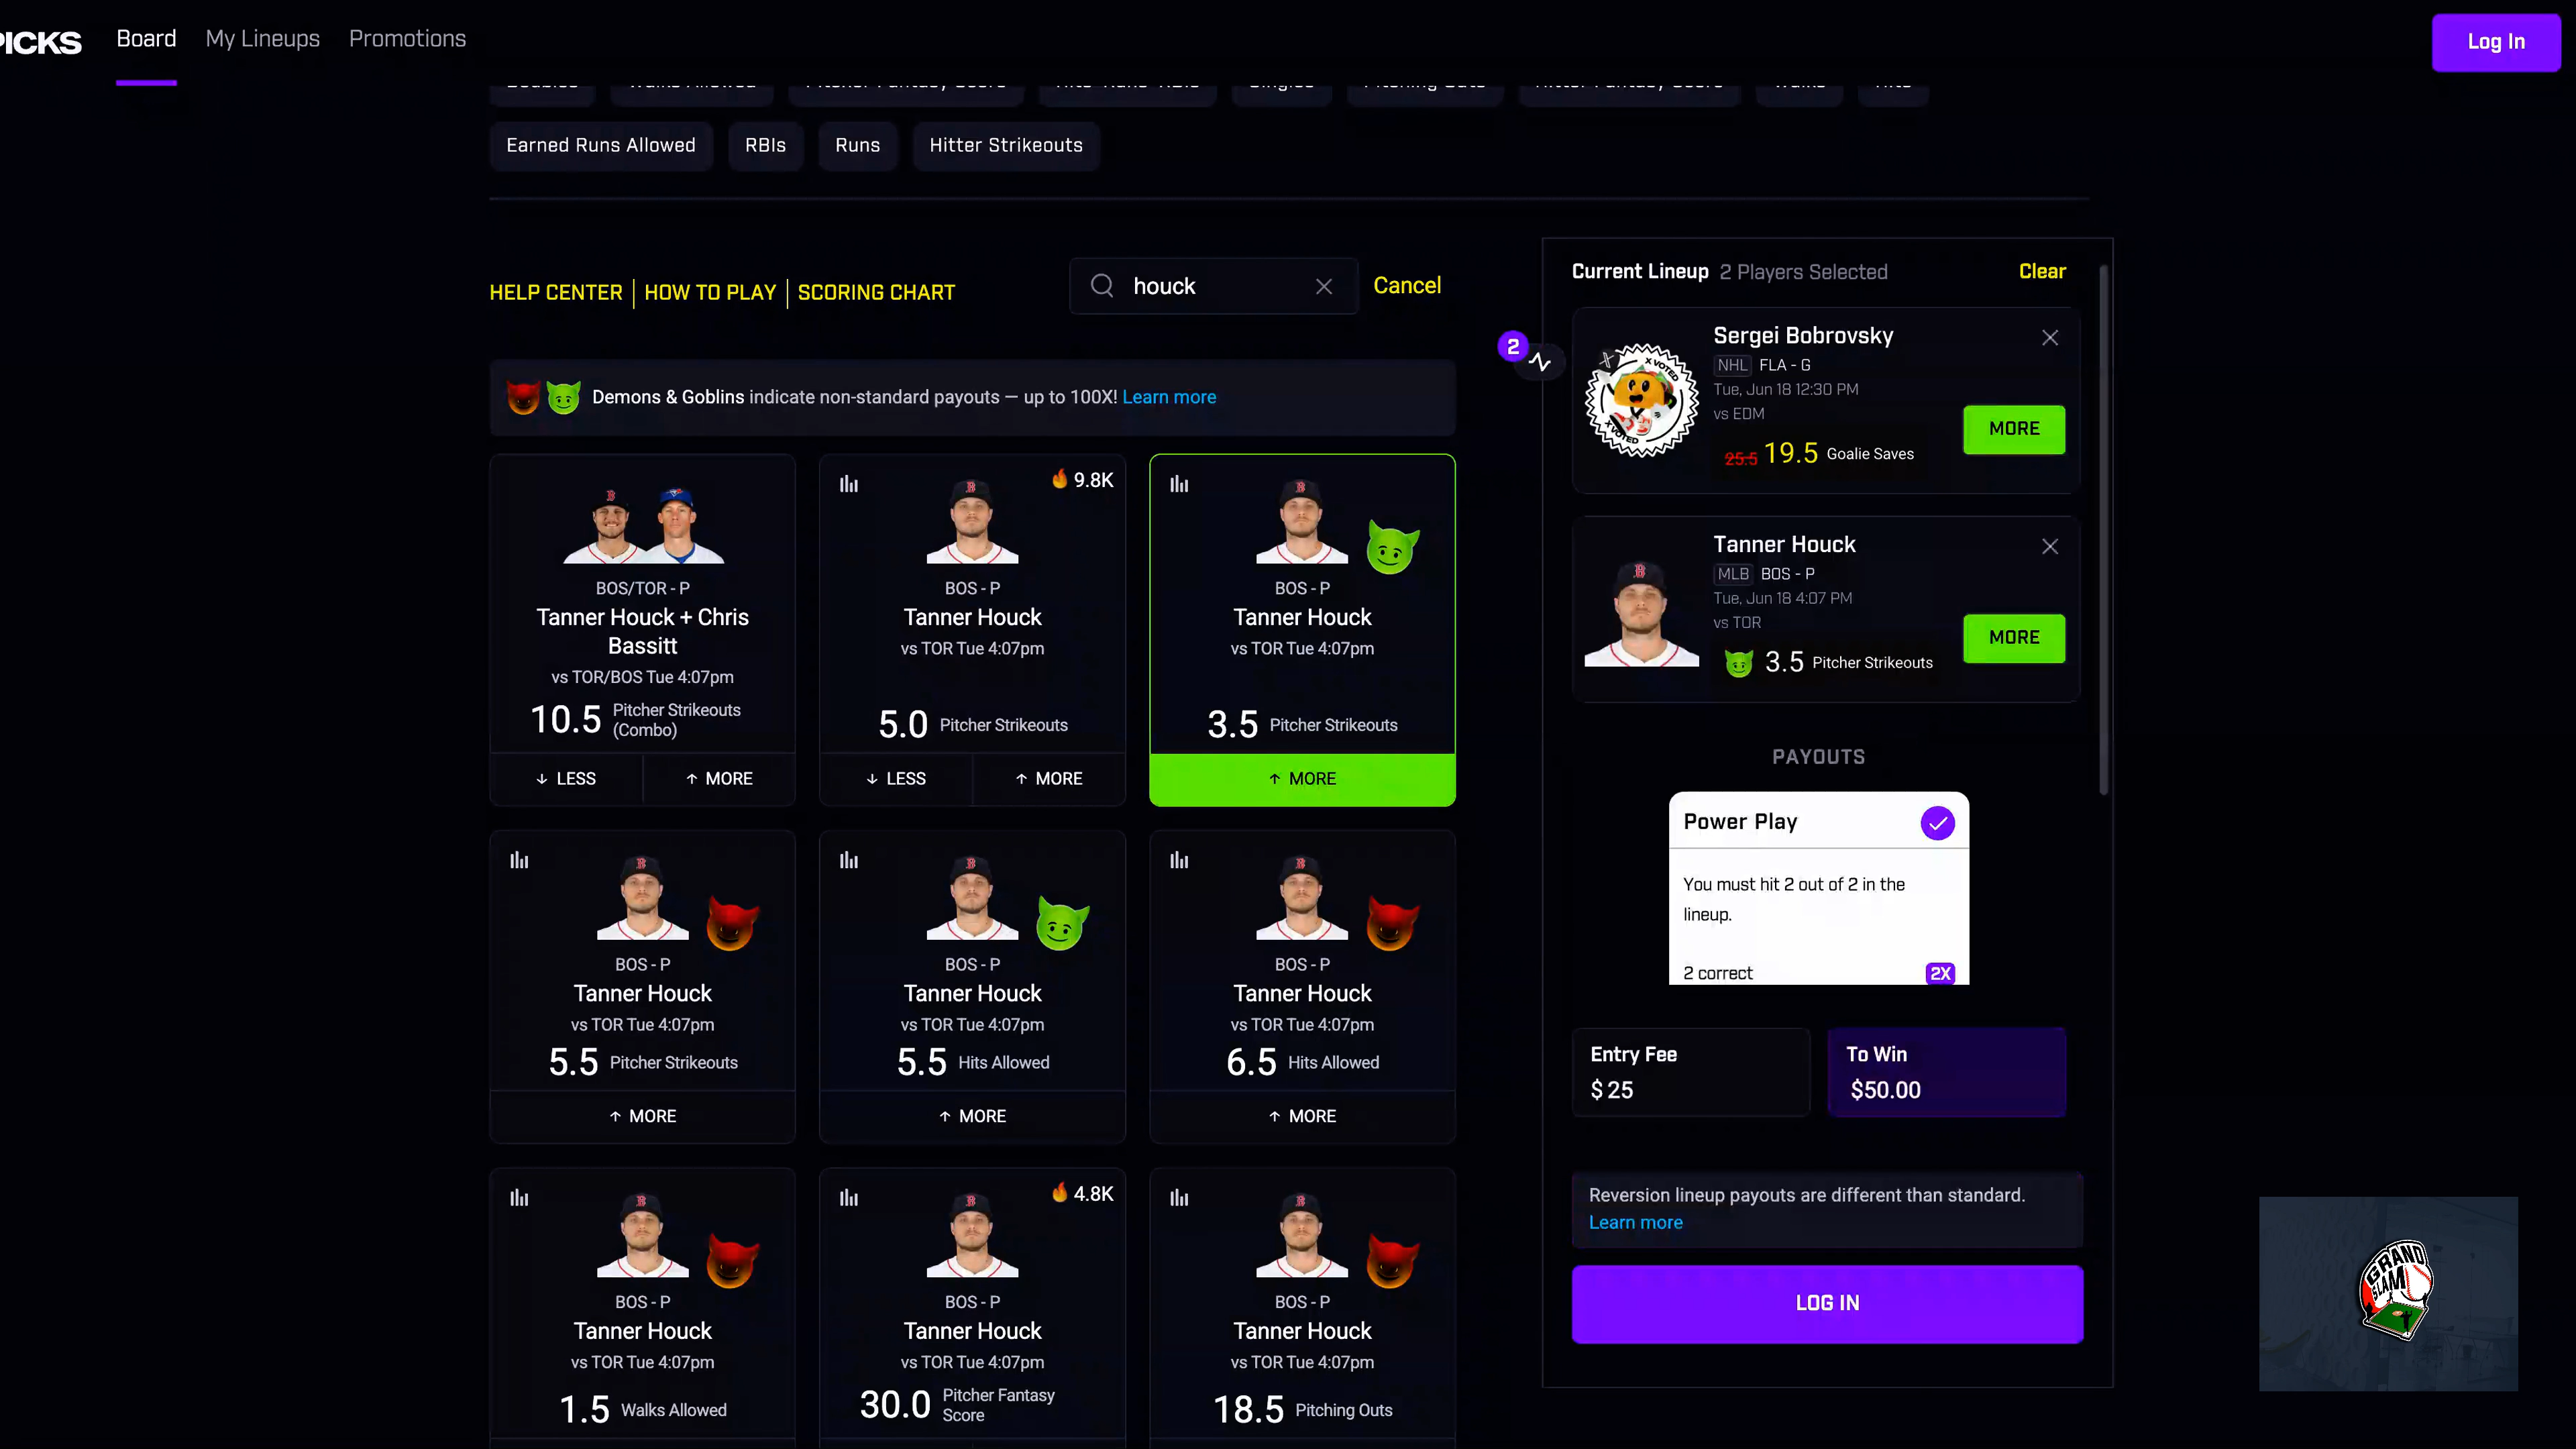 PICKS
Board
My Lineups
Promotions
Log In
Earned Runs Allowed
RBIs
Runs
Hitter Strikeouts
HELP CENTER
HOW TO PLAY
SCORING CHART
houck
Cancel
Demons & Goblins indicate non-standard payouts — up to 100X! Learn more
BOS/TOR - P
Tanner Houck + Chris
Bassitt
vs TOR/BOS Tue 4:07pm
10.5 Pitcher Strikeouts
(Combo)
↓ LESS
↑ MORE
9.8K
BOS - P
Tanner Houck
vs TOR Tue 4:07pm
5.0 Pitcher Strikeouts
↓ LESS
↑ MORE
BOS - P
Tanner Houck
vs TOR Tue 4:07pm
3.5 Pitcher Strikeouts
↑ MORE
BOS - P
Tanner Houck
vs TOR Tue 4:07pm
5.5 Pitcher Strikeouts
↑ MORE
BOS - P
Tanner Houck
vs TOR Tue 4:07pm
5.5 Hits Allowed
↑ MORE
BOS - P
Tanner Houck
vs TOR Tue 4:07pm
6.5 Hits Allowed
↑ MORE
BOS - P
Tanner Houck
vs TOR Tue 4:07pm
1.5 Walks Allowed
4.8K
BOS - P
Tanner Houck
vs TOR Tue 4:07pm
30.0 Pitcher Fantasy
Score
BOS - P
Tanner Houck
vs TOR Tue 4:07pm
18.5 Pitching Outs
2
Current Lineup 2 Players Selected
Clear
X VOTED
X VOTED
Sergei Bobrovsky
NHL FLA - G
Tue, Jun 18 12:30 PM
vs EDM
25.5 19.5 Goalie Saves
MORE
Tanner Houck
MLB BOS - P
Tue, Jun 18 4:07 PM
vs TOR
3.5 Pitcher Strikeouts
MORE
PAYOUTS
Power Play
You must hit 2 out of 2 in the
lineup.
2 correct
2X
Entry Fee
$ 25
To Win
$50.00
Reversion lineup payouts are different than standard.
Learn more
LOG IN
GRAND
SLAM